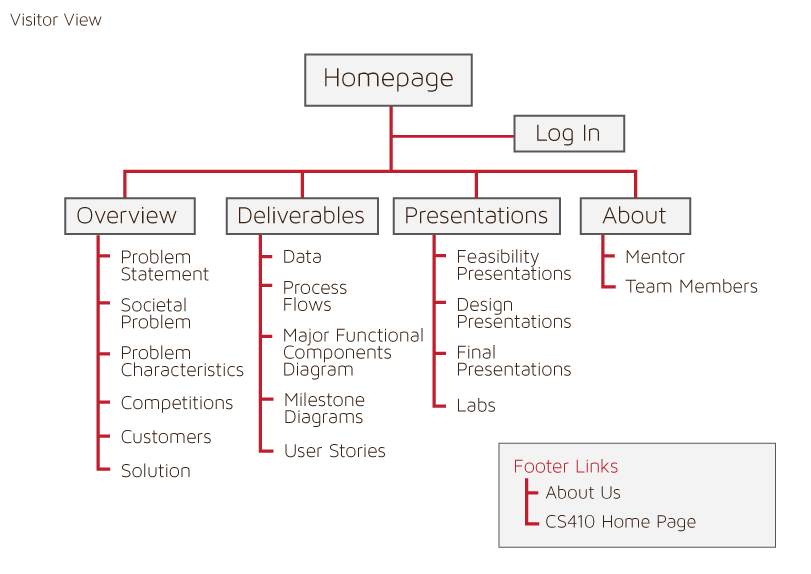 Visitor View
Homepage
Log In
Overview
Problem
Statement
Societal
Problem
Problem
Characteristics
Competitions
Customers
Solution
Deliverables
Data
Process
Flows
Major Functional
Components
Diagram
Milestone
Diagrams
User Stories
Presentations
Feasibility
Presentations
Design
Presentations
Final
Presentations
Labs
About
Mentor
Team Members
Footer Links
About Us
CS410 Home Page